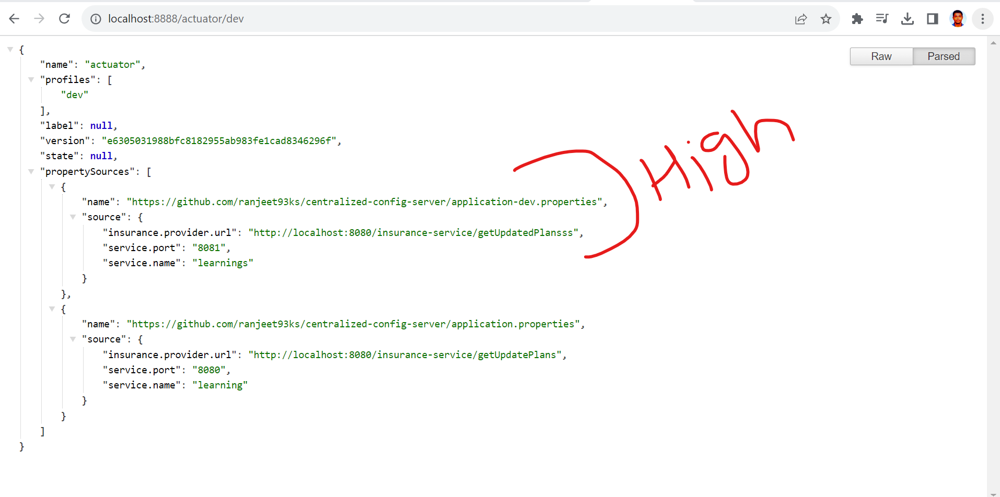 localhost:8888/actuator/dev
Raw Parsed
{
"name": "actuator",
"profiles": [
"dev"
],
"label": null,
"version": "e6305031988bfc8182955ab983fe1cad8346296f",
"state": null,
"propertySources": [
{
"name": "https://github.com/ranjeet93ks/centralized-config-server/application-dev.properties",
"source": {
"insurance.provider.url": "http://localhost:8080/insurance-service/getUpdatedPlansss",
"service.port": "8081",
"service.name": "learnings"
}
},
{
"name": "https://github.com/ranjeet93ks/centralized-config-server/application.properties",
"source": {
"insurance.provider.url": "http://localhost:8080/insurance-service/getUpdatePlans",
"service.port": "8080",
"service.name": "learning"
}
}
]
}
High